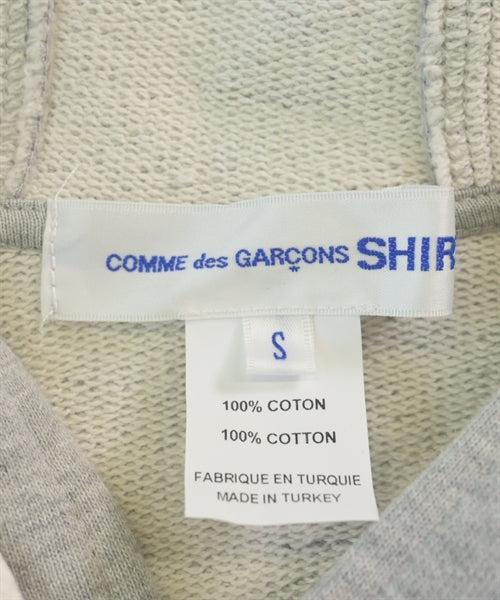 COMME des GARÇONS SHIR
S
100% COTON
100% COTTON
FABRIQUE EN TURQUIE
MADE IN TURKEY